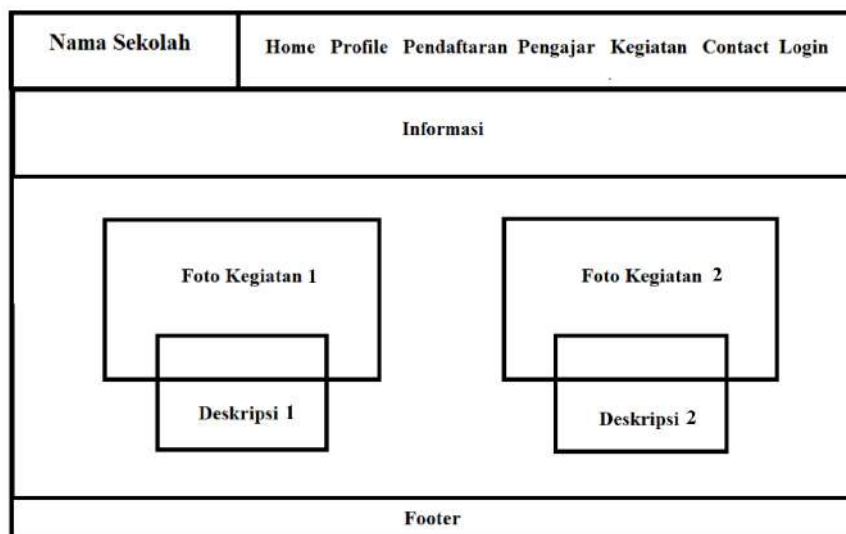 Nama Sekolah
Home Profile Pendaftaran Pengajar Kegiatan Contact Login
Informasi
Foto Kegiatan 1
Foto Kegiatan 2
Deskripsi 1
Deskripsi 2
Footer